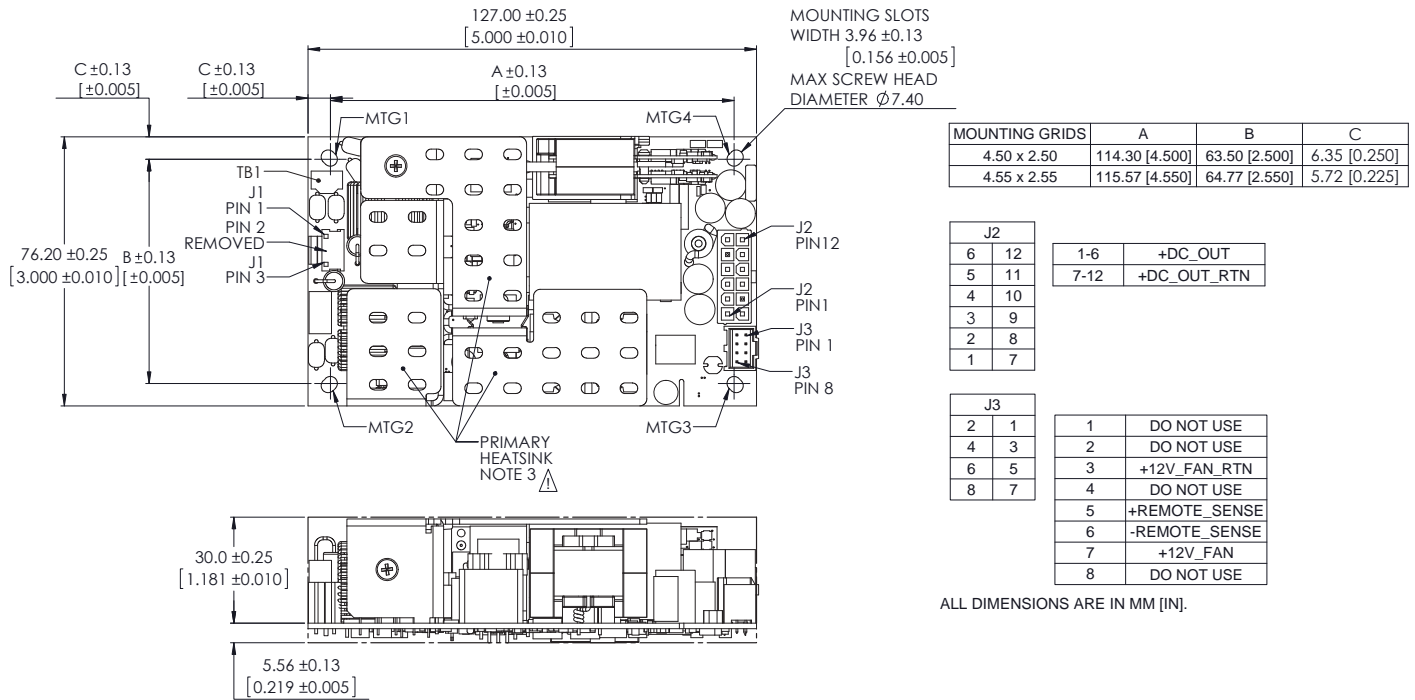 127.00 ±0.25
[5.000 ±0.010]
MOUNTING SLOTS
WIDTH 3.96 ±0.13
[0.156 ±0.005]
MAX SCREW HEAD
DIAMETER Ø7.40
C ±0.13
[±0.005]
C ±0.13
[±0.005]
A ±0.13
[±0.005]
MTG1
MTG4
TB1
J1
PIN 1
PIN 2
REMOVED
J1
PIN 3
76.20 ±0.25
[3.000 ±0.010]
B ±0.13
[±0.005]
J2
PIN12
J2
PIN1
J3
PIN 1
J3
PIN 8
MTG2
MTG3
PRIMARY
HEATSINK
NOTE 3 !
30.0 ±0.25
[1.181 ±0.010]
5.56 ±0.13
[0.219 ±0.005]
MOUNTING GRIDS A B C
4.50 x 2.50 114.30 [4.500] 63.50 [2.500] 6.35 [0.250]
4.55 x 2.55 115.57 [4.550] 64.77 [2.550] 5.72 [0.225]
J2
6 12
5 11
4 10
3 9
2 8
1 7
1-6 +DC_OUT
7-12 +DC_OUT_RTN
J3
2 1
4 3
6 5
8 7
1 DO NOT USE
2 DO NOT USE
3 +12V_FAN_RTN
4 DO NOT USE
5 +REMOTE_SENSE
6 -REMOTE_SENSE
7 +12V_FAN
8 DO NOT USE
ALL DIMENSIONS ARE IN MM [IN].